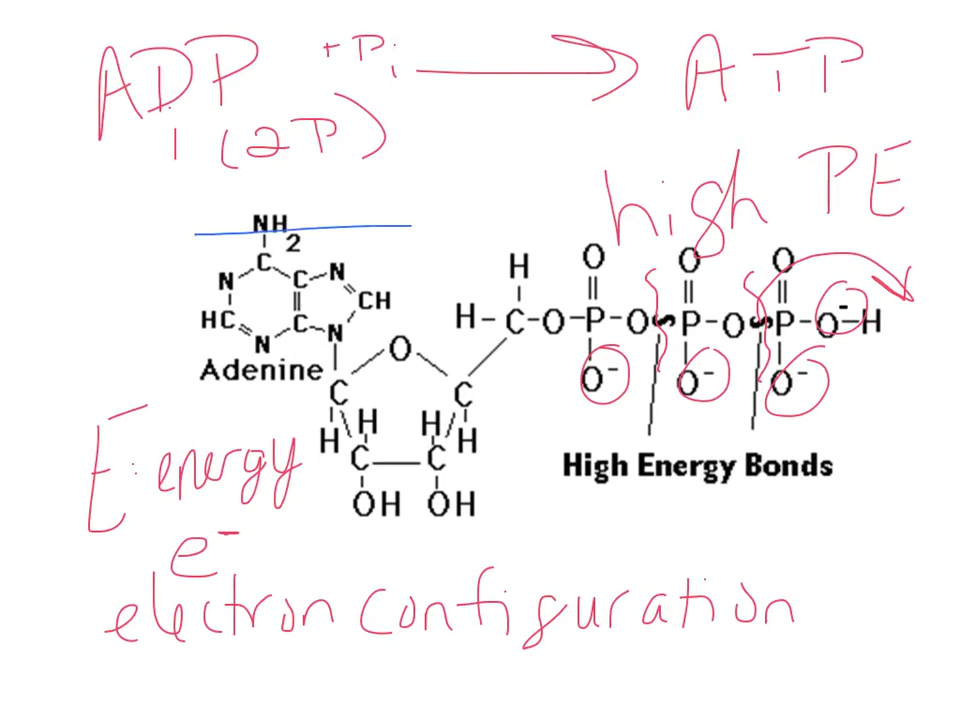 ADP +Pi → ATP
(2P)
high PE
NH2
C
N C N
HC C CH
N N
Adenine
H O O O
H-C-O-P-O~P-O~P-O-H
O- O- O- -
O
C C
H H H H
C C
OH OH
High Energy Bonds
E: energy
e-
electron configuration